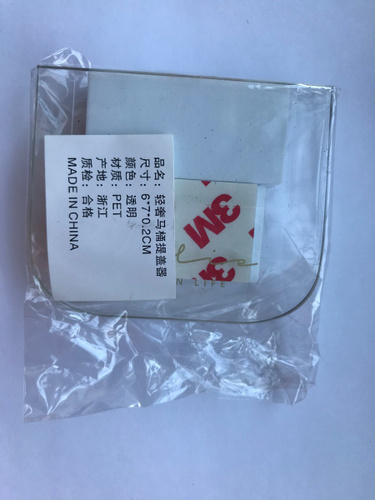 品名：轻奢马桶提盖器
尺寸：6*7*0.2CM
颜色：透明
材质：PET
产地：浙江
质检：合格
MADE IN CHINA
3M
3M
N LIFE